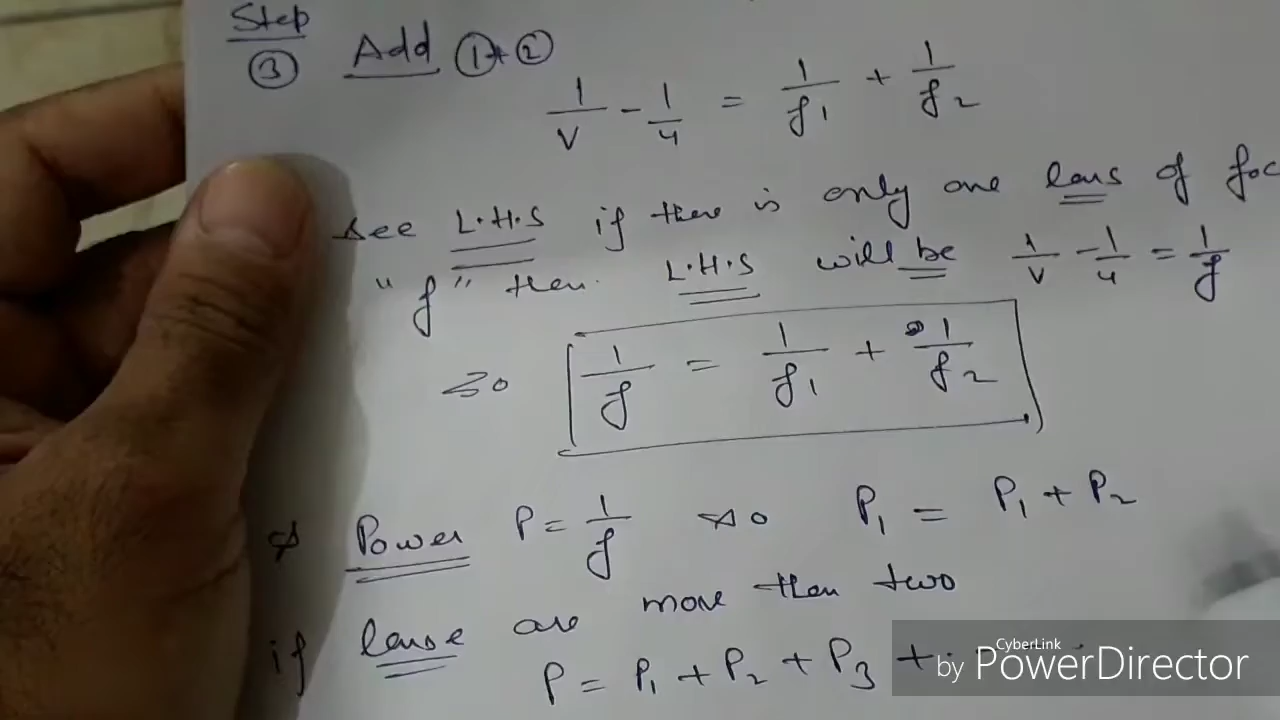 Step
③ Add ①+②
1/v - 1/u = 1/f1 + 1/f2
see L.H.S if there is only one lens of foc
"f" then. L.H.S will be 1/v - 1/u = 1/f
so 1/f = 1/f1 + 1/f2
Power P = 1/f so P1 = P1 + P2
if lense are more then two
P = P1 + P2 + P3 +
CyberLink
by PowerDirector